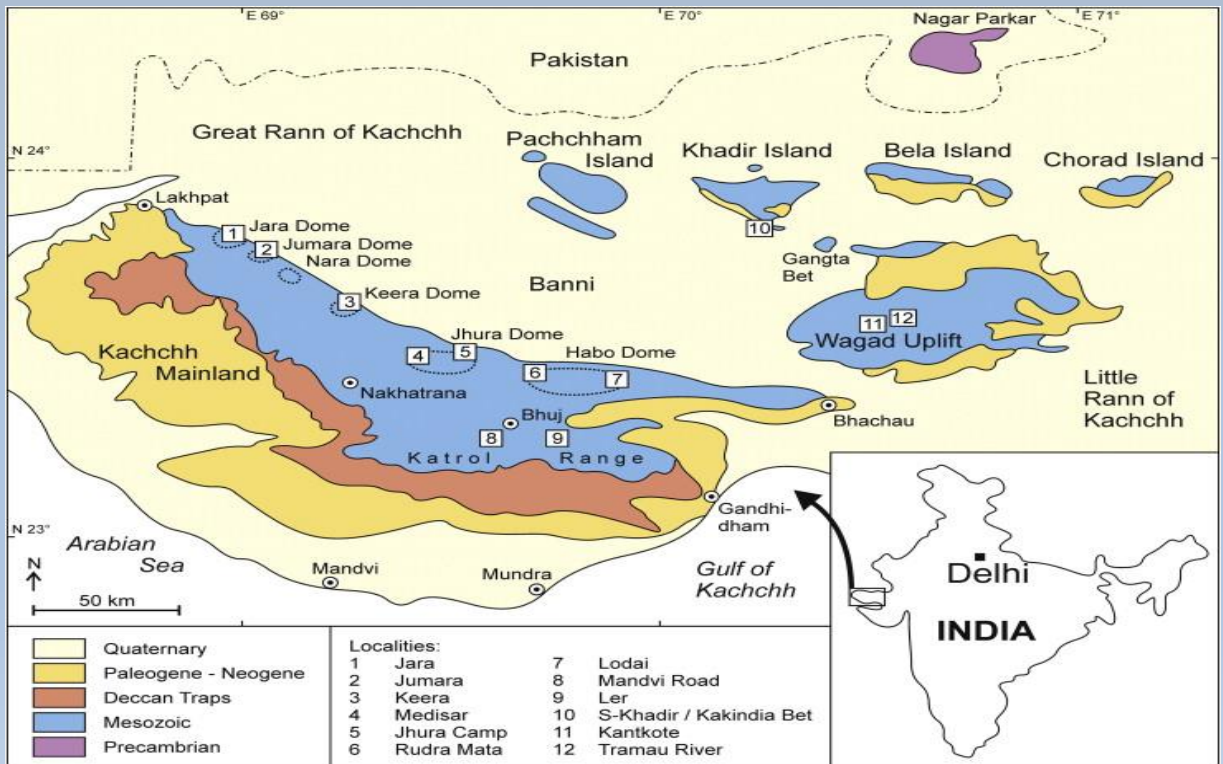 E 69°
E 70°
E 71°
Nagar Parkar
Pakistan
Great Rann of Kachchh
Pachchham
Island
Khadir Island
Bela Island
Chorad Island
N 24°
Lakhpat
1
Jara Dome
2
Jumara Dome
Nara Dome
10
Gangta
Bet
Banni
3
Keera Dome
11
12
Wagad Uplift
Jhura Dome
4
5
Habo Dome
6
7
Kachchh
Mainland
Nakhatrana
Little
Rann of
Kachchh
Bhuj
Bhachau
8
9
Katrol Range
Gandhi-
dham
N 23°
Arabian
Sea
N
50 km
Mandvi
Mundra
Gulf of
Kachchh
Delhi
INDIA
Quaternary
Paleogene - Neogene
Deccan Traps
Mesozoic
Precambrian
Localities:
1 Jara
2 Jumara
3 Keera
4 Medisar
5 Jhura Camp
6 Rudra Mata
7 Lodai
8 Mandvi Road
9 Ler
10 S-Khadir / Kakindia Bet
11 Kantkote
12 Tramau River